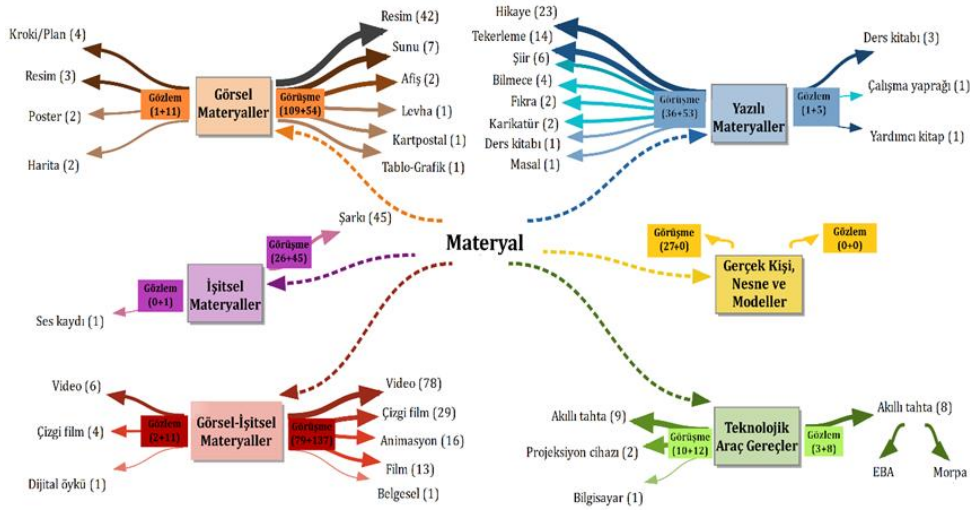 Kroki/Plan (4)
Resim (3)
Poster (2)
Harita (2)
Gözlem
(1+11)
Görsel
Materyaller
Görüşme
(109+54)
Resim (42)
Sunu (7)
Afiş (2)
Levha (1)
Kartpostal (1)
Tablo-Grafik (1)
Hikaye (23)
Tekerleme (14)
Şiir (6)
Bilmece (4)
Fıkra (2)
Karikatür (2)
Ders kitabı (1)
Masal (1)
Görüşme
(36+53)
Yazılı
Materyaller
Gözlem
(1+5)
Ders kitabı (3)
Çalışma yaprağı (1)
Yardımcı kitap (1)
Materyal
Şarkı (45)
Görüşme
(26+45)
İşitsel
Materyaller
Gözlem
(0+1)
Ses kaydı (1)
Görüşme
(27+0)
Gözlem
(0+0)
Gerçek Kişi,
Nesne ve
Modeller
Video (6)
Çizgi film (4)
Dijital öykü (1)
Gözlem
(2+11)
Görsel-İşitsel
Materyaller
Görüşme
(79+137)
Video (78)
Çizgi film (29)
Animasyon (16)
Film (13)
Belgesel (1)
Akıllı tahta (9)
Projeksiyon cihazı (2)
Bilgisayar (1)
Görüşme
(10+12)
Teknolojik
Araç Gereçler
Gözlem
(3+8)
Akıllı tahta (8)
EBA
Morpa